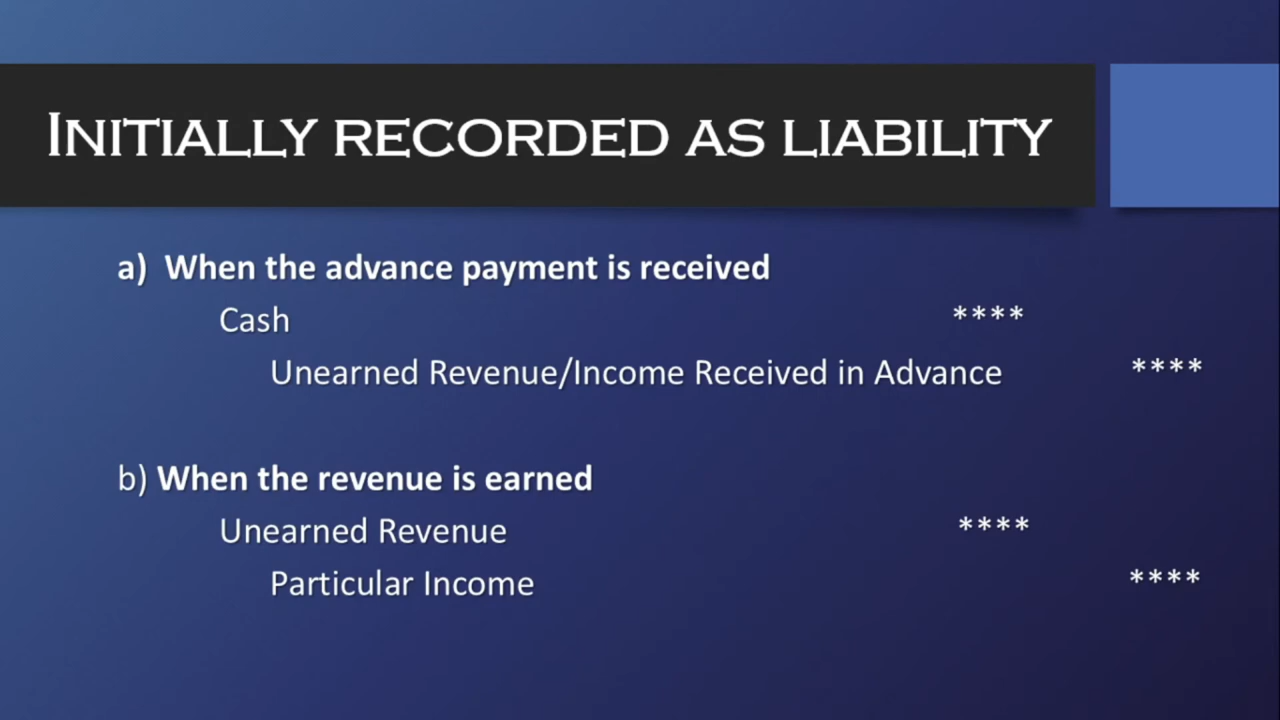 Initially recorded as liability
a) When the advance payment is received
Cash ****
Unearned Revenue/Income Received in Advance ****
b) When the revenue is earned
Unearned Revenue ****
Particular Income ****